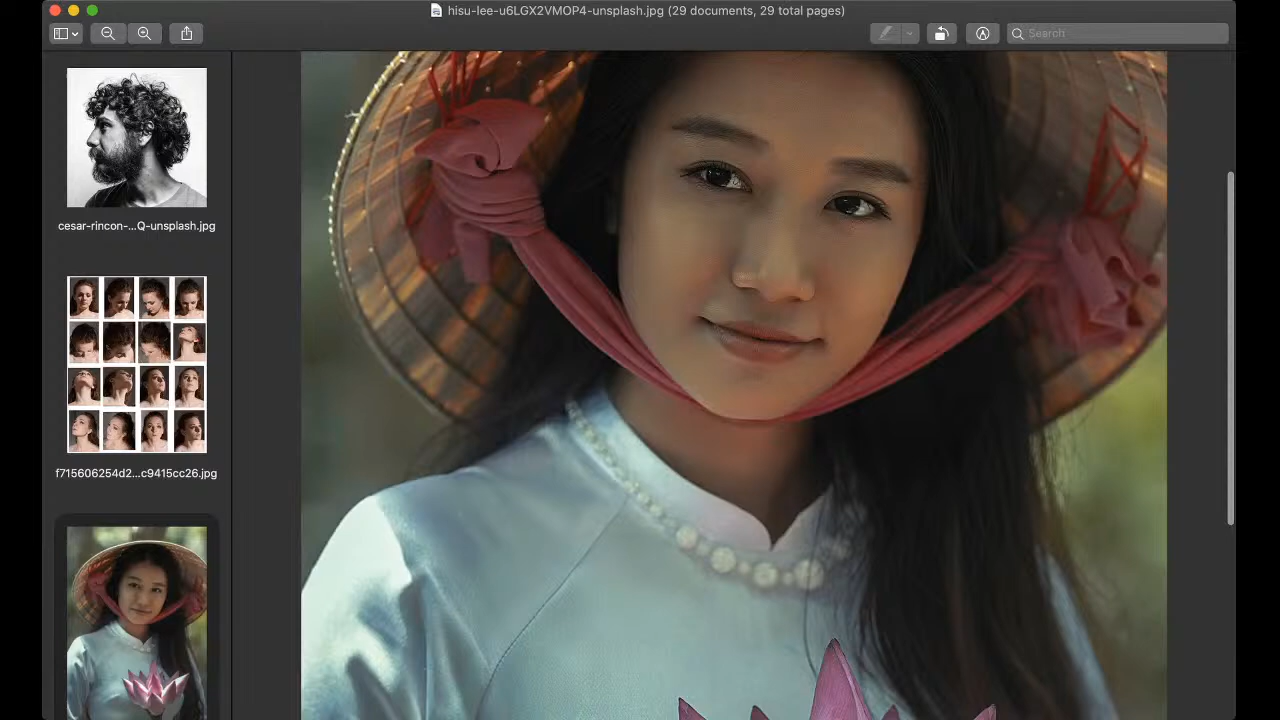 hisu-lee-u6LGX2VMOP4-unsplash.jpg (29 documents, 29 total pages)
Search
cesar-rincon-...Q-unsplash.jpg
f715606254d2...c9415cc26.jpg